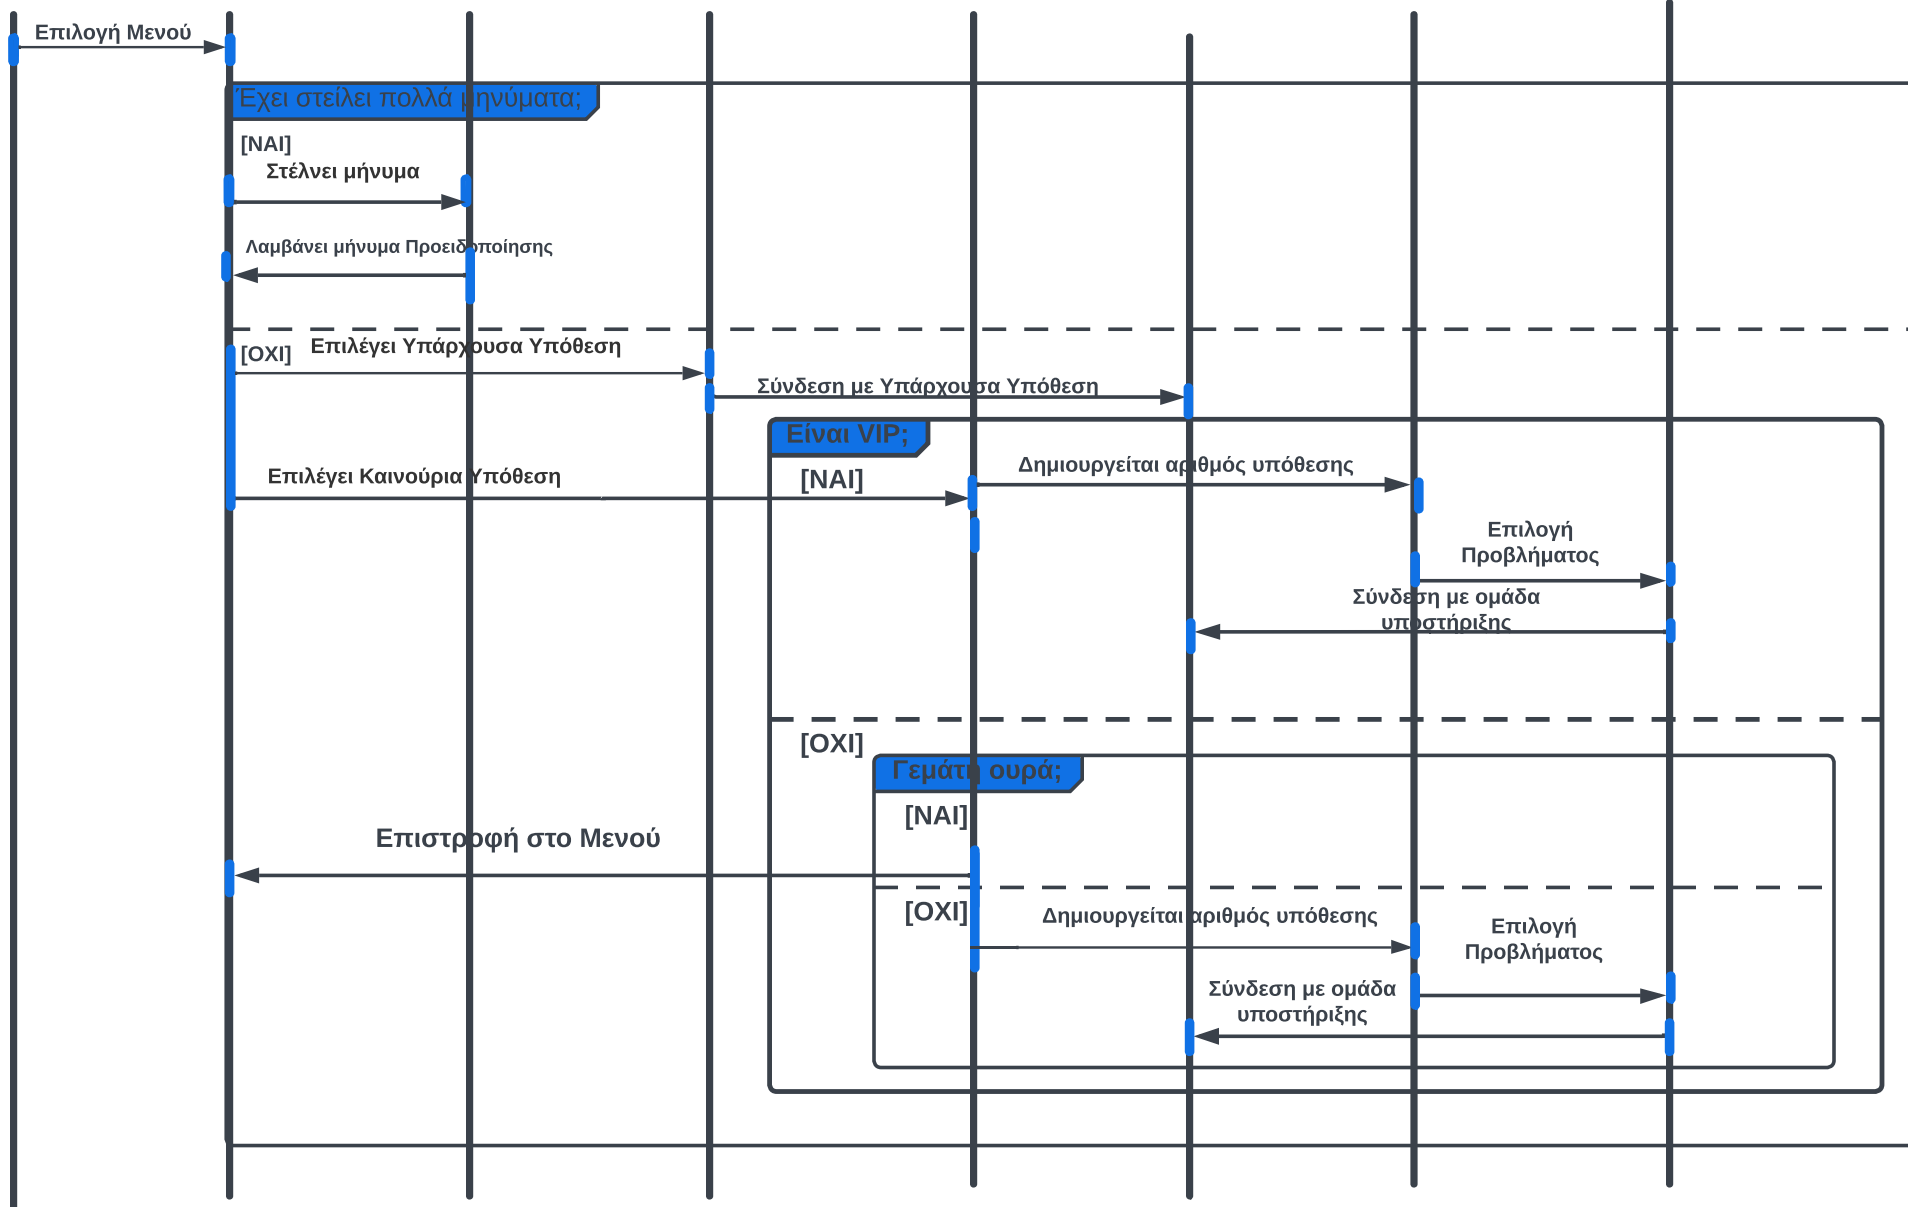 Επιλογή Μενού
Έχει στείλει πολλά μηνύματα;
[ΝΑΙ]
Στέλνει μήνυμα
Λαμβάνει μήνυμα Προειδοποίησης
[ΟΧΙ]
Επιλέγει Υπάρχουσα Υπόθεση
Σύνδεση με Υπάρχουσα Υπόθεση
Είναι VIP;
[ΝΑΙ]
Δημιουργείται αριθμός υπόθεσης
Επιλέγει Καινούρια Υπόθεση
Επιλογή
Προβλήματος
Σύνδεση με ομάδα
υποστήριξης
[ΟΧΙ]
Γεμάτη ουρά;
[ΝΑΙ]
Επιστροφή στο Μενού
[ΟΧΙ]
Δημιουργείται αριθμός υπόθεσης
Επιλογή
Προβλήματος
Σύνδεση με ομάδα
υποστήριξης